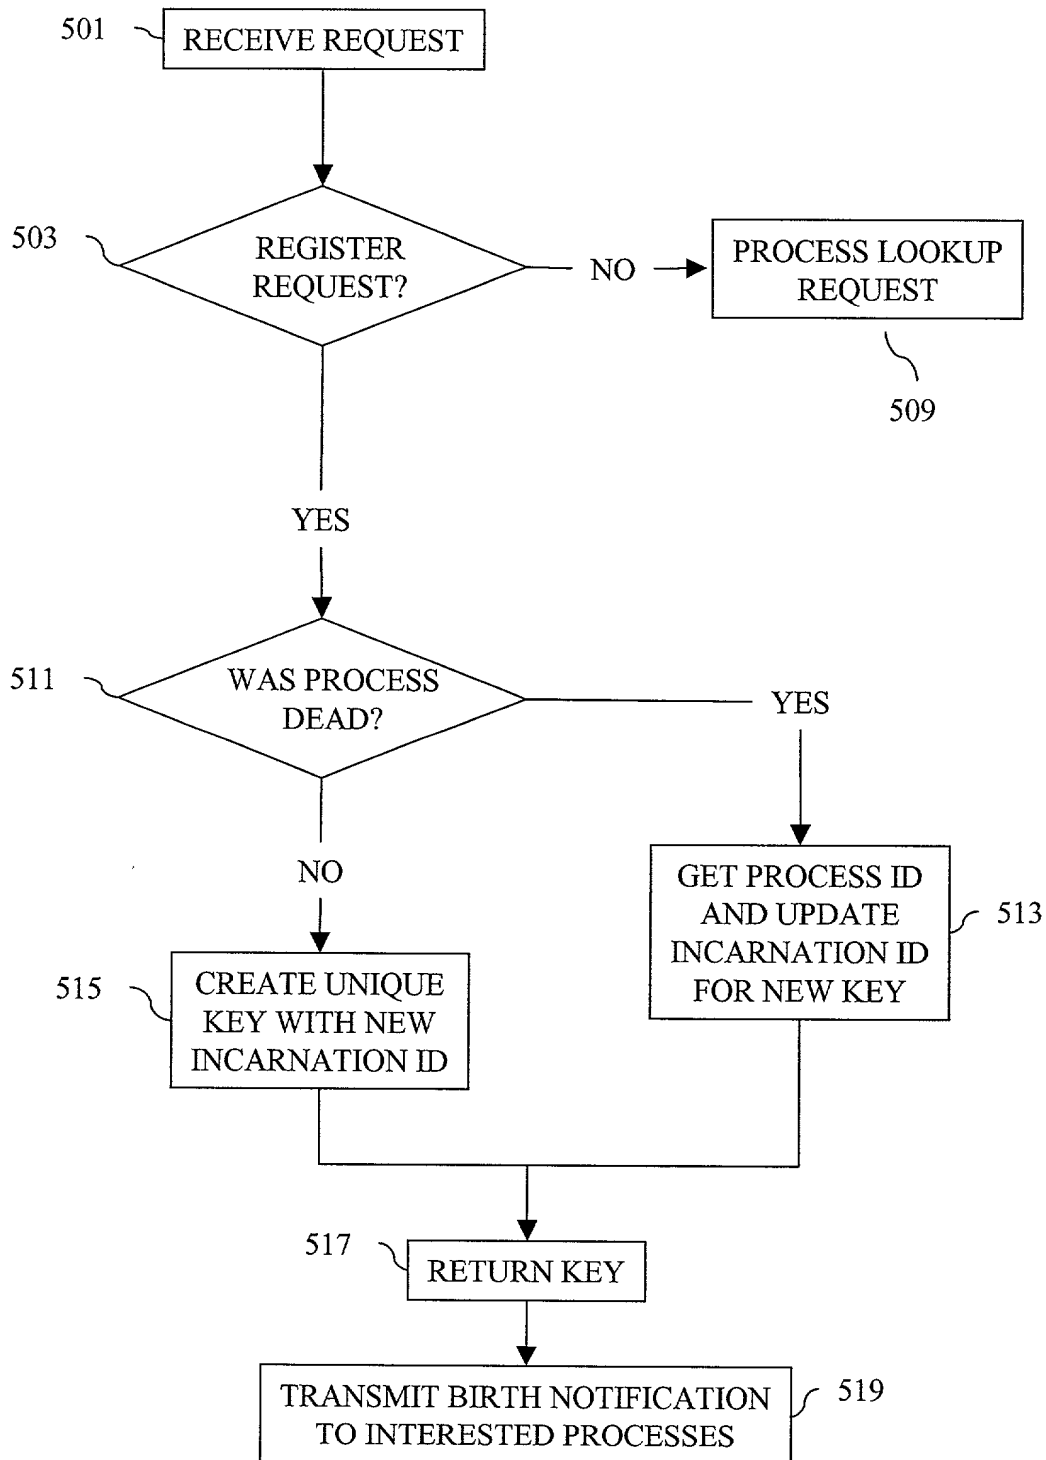 501
RECEIVE REQUEST
503
REGISTER
REQUEST?
NO
PROCESS LOOKUP
REQUEST
509
YES
511
WAS PROCESS
DEAD?
YES
NO
GET PROCESS ID
AND UPDATE
INCARNATION ID
FOR NEW KEY
513
515
CREATE UNIQUE
KEY WITH NEW
INCARNATION ID
517
RETURN KEY
TRANSMIT BIRTH NOTIFICATION
TO INTERESTED PROCESSES
519